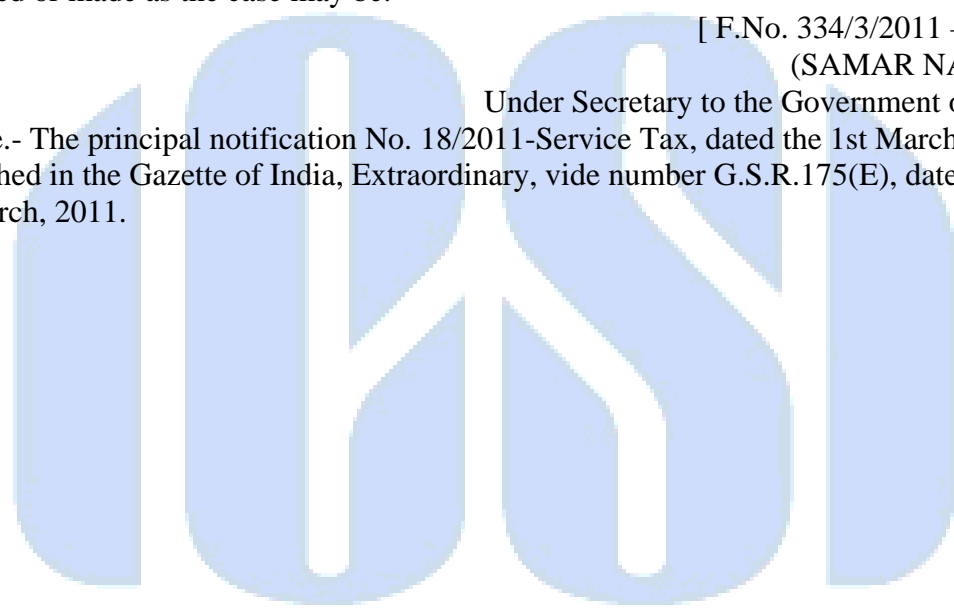 ed or made as the case may be.
[ F.No. 334/3/2011 -
(SAMAR NA
Under Secretary to the Government o
e.- The principal notification No. 18/2011-Service Tax, dated the 1st March
hed in the Gazette of India, Extraordinary, vide number G.S.R.175(E), date
rch, 2011.
ICSI